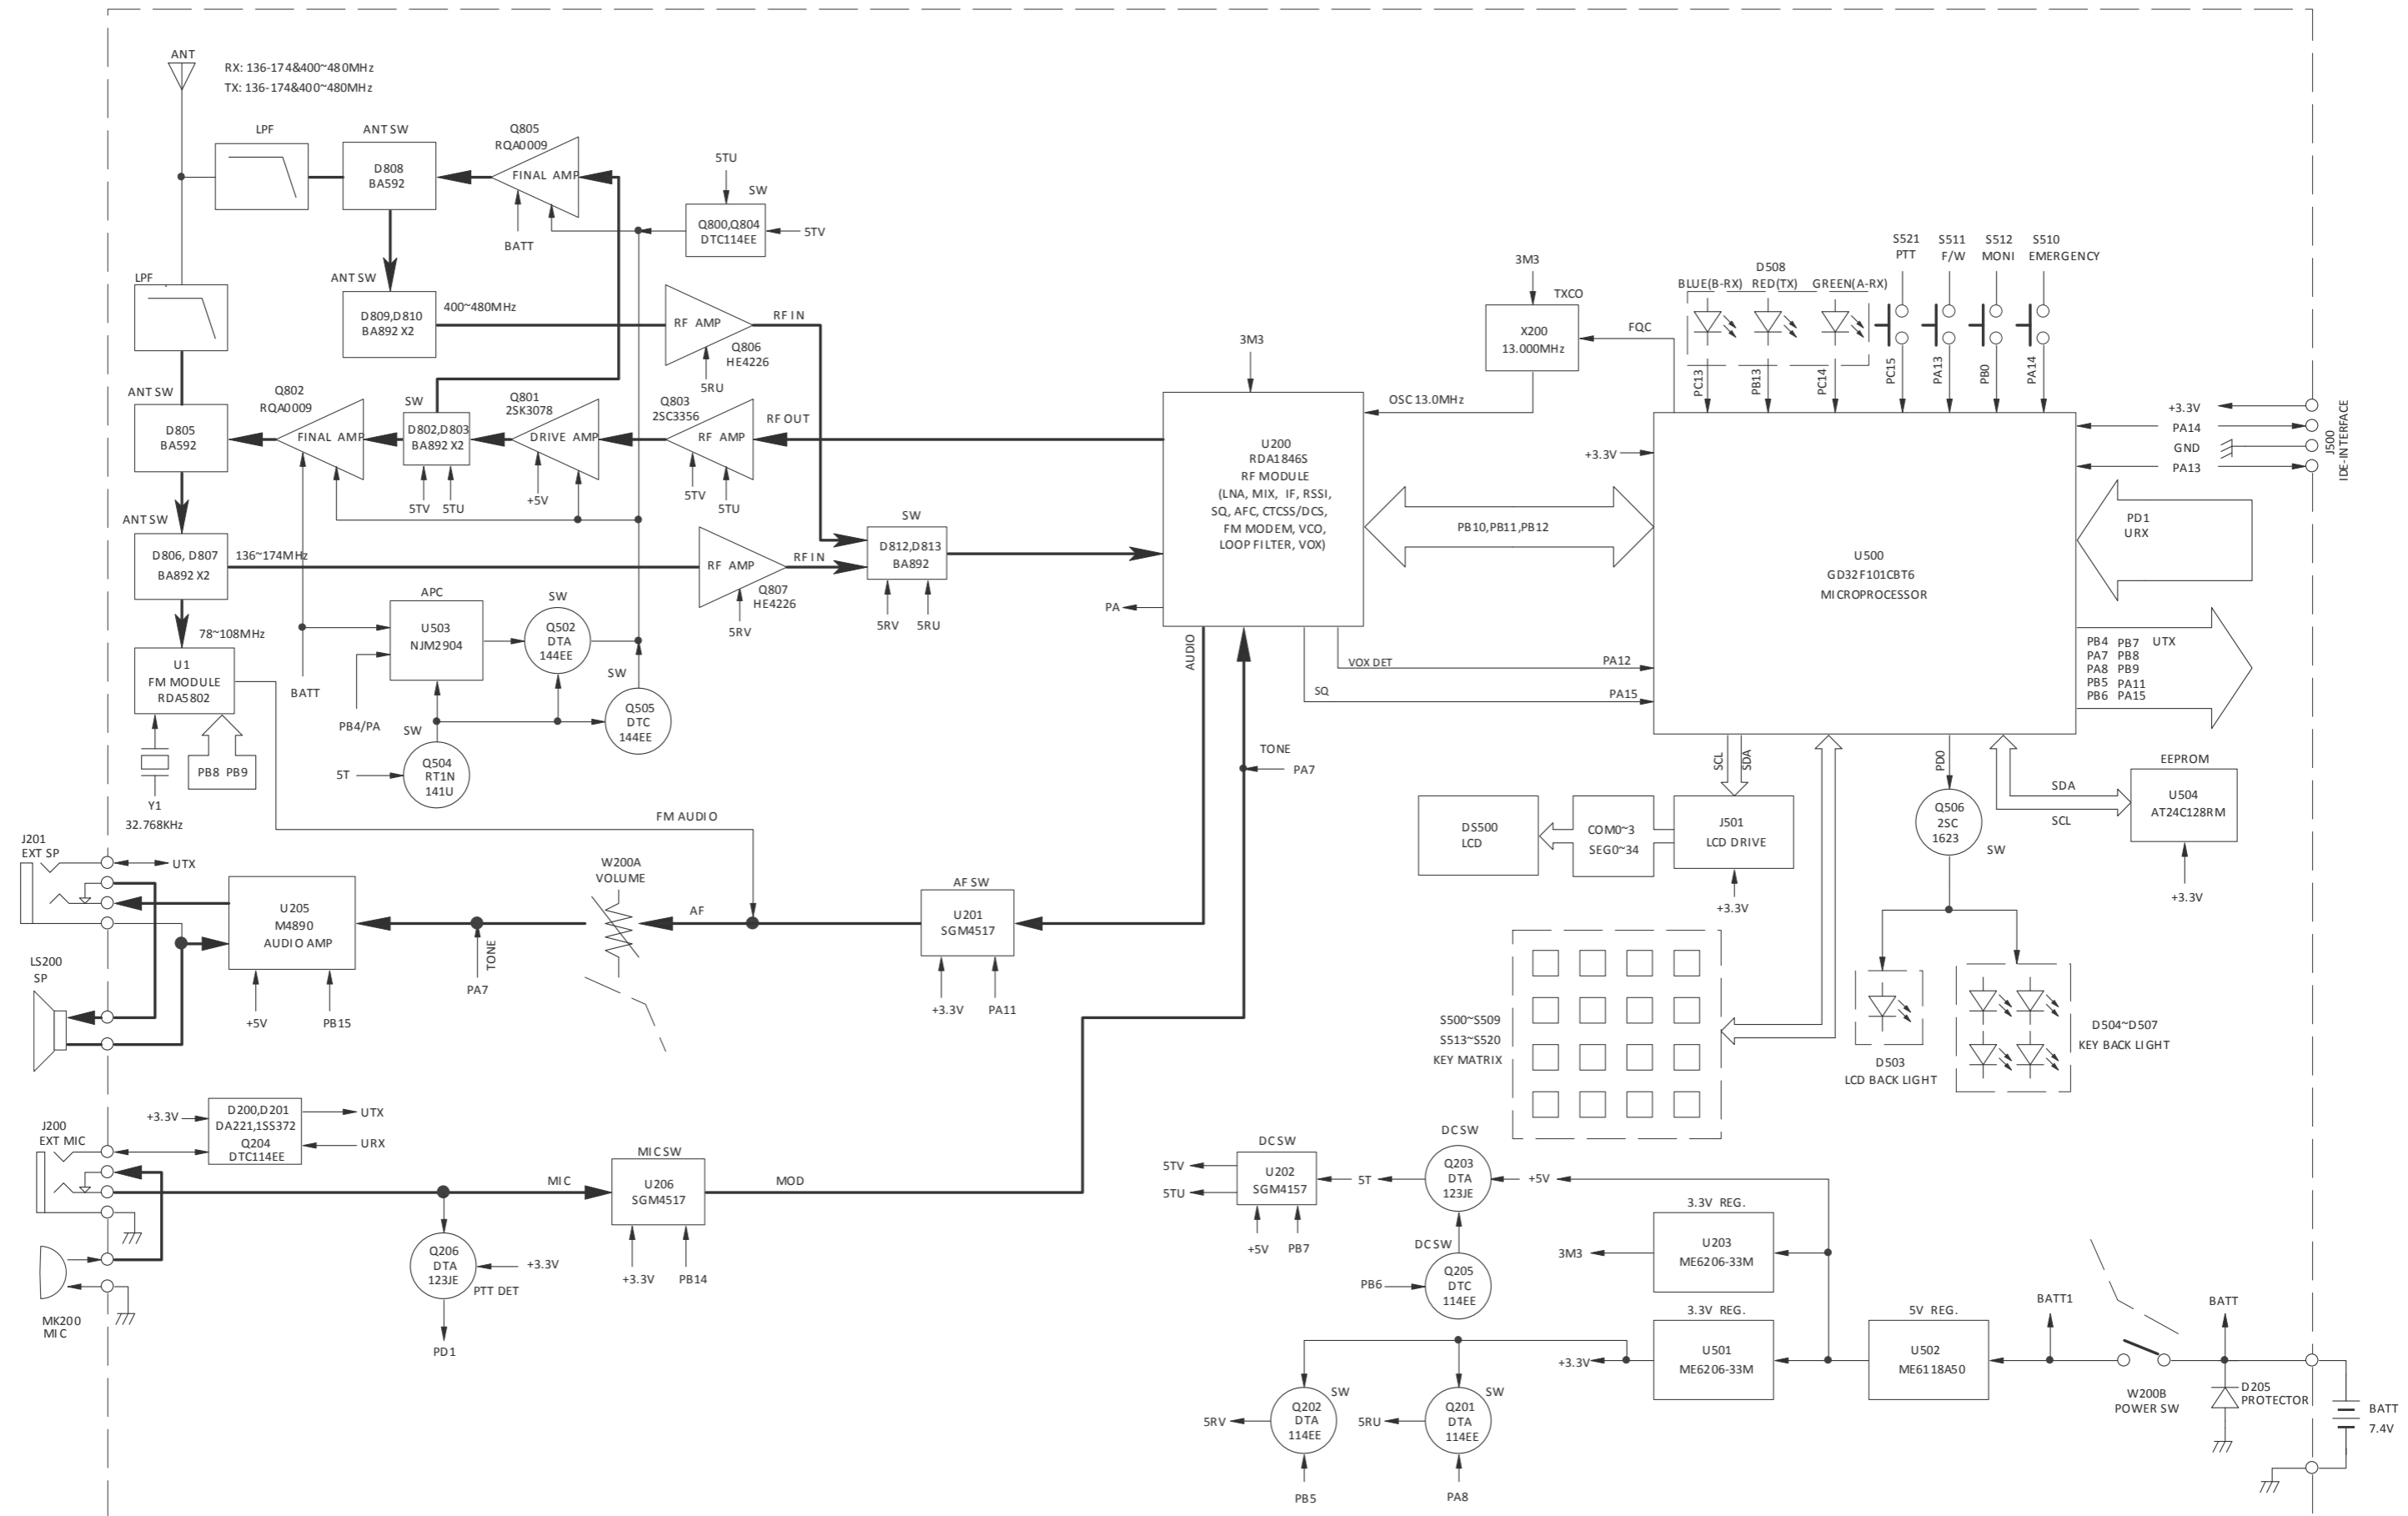 ANT
RX: 136-174&400~480MHz
TX: 136-174&400~480MHz
LPF
ANT SW
D808
BA592
Q805
RQA0009
FINAL AMP
BATT
5TU
SW
Q800,Q804
DTC114EE
5TV
LPF
ANT SW
D809,D810
BA892 X2
400~480MHz
RF AMP
Q806
HE4226
5RU
RF IN
ANT SW
D805
BA592
Q802
RQA0009
FINAL AMP
SW
D802,D803
BA892 X2
5TV
5TU
Q801
2SK3078
DRIVE AMP
+5V
Q803
2SC3356
RF AMP
RF OUT
5TV
5TU
ANT SW
D806, D807
BA892 X2
136~174MHz
RF AMP
Q807
HE4226
5RV
RF IN
SW
D812,D813
BA892
5RV
5RU
78~108MHz
U1
FM MODULE
RDA5802
Y1
32.768KHz
PB8 PB9
APC
U503
NJM2904
BATT
PB4/PA
SW
Q502
DTA
144EE
SW
Q505
DTC
144EE
SW
Q504
RT1N
141U
5T
3M3
U200
RDA1846S
RF MODULE
(LNA, MIX, IF, RSSI,
SQ, AFC, CTCSS/DCS,
FM MODEM, VCO,
LOOP FILTER, VOX)
PA
AUDIO
VOX DET
SQ
TONE
PA7
3M3
TXCO
X200
13.000MHz
FQC
OSC 13.0MHz
D508
BLUE(B-RX)
RED(TX)
GREEN(A-RX)
PC13
PB13
PC14
S521
PTT
PC15
S511
F/W
PA13
S512
MONI
PB0
S510
EMERGENCY
PA14
+3.3V
PB10,PB11,PB12
U500
GD32F101CBT6
MICROPROCESSOR
PA12
PA15
+3.3V
PA14
GND
PA13
J500
IDE-INTERFACE
PD1
URX
PB4 PB7 UTX
PA7 PB8
PA8 PB9
PB5 PA11
PB6 PA15
SCL
SDA
J501
LCD DRIVE
+3.3V
COM0~3
SEG0~34
DS500
LCD
PD0
Q506
2SC
1623
SW
SDA
SCL
EEPROM
U504
AT24C128RM
+3.3V
D503
LCD BACK LIGHT
D504~D507
KEY BACK LIGHT
S500~S509
S513~S520
KEY MATRIX
FM AUDIO
J201
EXT SP
UTX
U205
M4890
AUDIO AMP
+5V
PB15
LS200
SP
TONE
PA7
W200A
VOLUME
AF
AF SW
U201
SGM4517
+3.3V
PA11
J200
EXT MIC
+3.3V
D200,D201
DA221,1SS372
Q204
DTC114EE
UTX
URX
MK200
MIC
MIC
Q206
DTA
123JE
+3.3V
PTT DET
PD1
MIC SW
U206
SGM4517
+3.3V
PB14
MOD
DC SW
U202
SGM4157
5TV
5TU
+5V
PB7
5T
DC SW
Q203
DTA
123JE
+5V
DC SW
Q205
DTC
114EE
PB6
3.3V REG.
U203
ME6206-33M
3M3
3.3V REG.
U501
ME6206-33M
+3.3V
5V REG.
U502
ME6118A50
BATT1
W200B
POWER SW
BATT
D205
PROTECTOR
BATT
7.4V
SW
Q202
DTA
114EE
5RV
PB5
SW
Q201
DTA
114EE
5RU
PA8